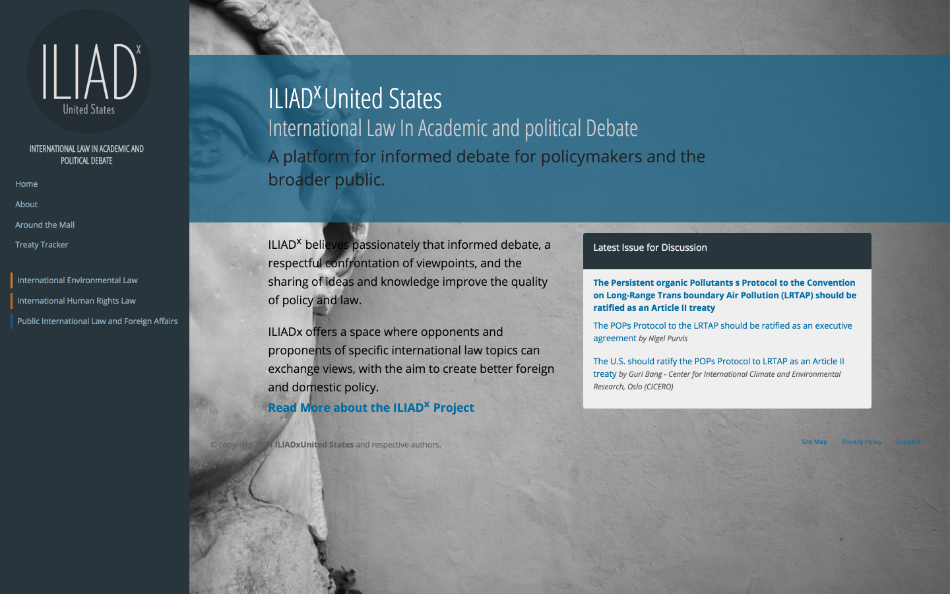 ILIADx
United States
INTERNATIONAL LAW IN ACADEMIC AND
POLITICAL DEBATE
Home
About
Around the Mall
Treaty Tracker
International Environmental Law
International Human Rights Law
Public International Law and Foreign Affairs
ILIADX United States
International Law In Academic and political Debate
A platform for informed debate for policymakers and the
broader public.
ILIADX believes passionately that informed debate, a
respectful confrontation of viewpoints, and the
sharing of ideas and knowledge improve the quality
of policy and law.
ILIADx offers a space where opponents and
proponents of specific international law topics can
exchange views, with the aim to create better foreign
and domestic policy.
Read More about the ILIADX Project
Latest Issue for Discussion
The Persistent organic Pollutants s Protocol to the Convention
on Long-Range Trans boundary Air Pollution (LRTAP) should be
ratified as an Article II treaty
The POPs Protocol to the LRTAP should be ratified as an executive
agreement by Nigel Purvis
The U.S. should ratify the POPs Protocol to LRTAP as an Article II
treaty by Guri Bang - Center for International Climate and Environmental
Research, Oslo (CICERO)
© copyright ILIADxUnited States and respective authors.
Site Map Privacy Policy Support